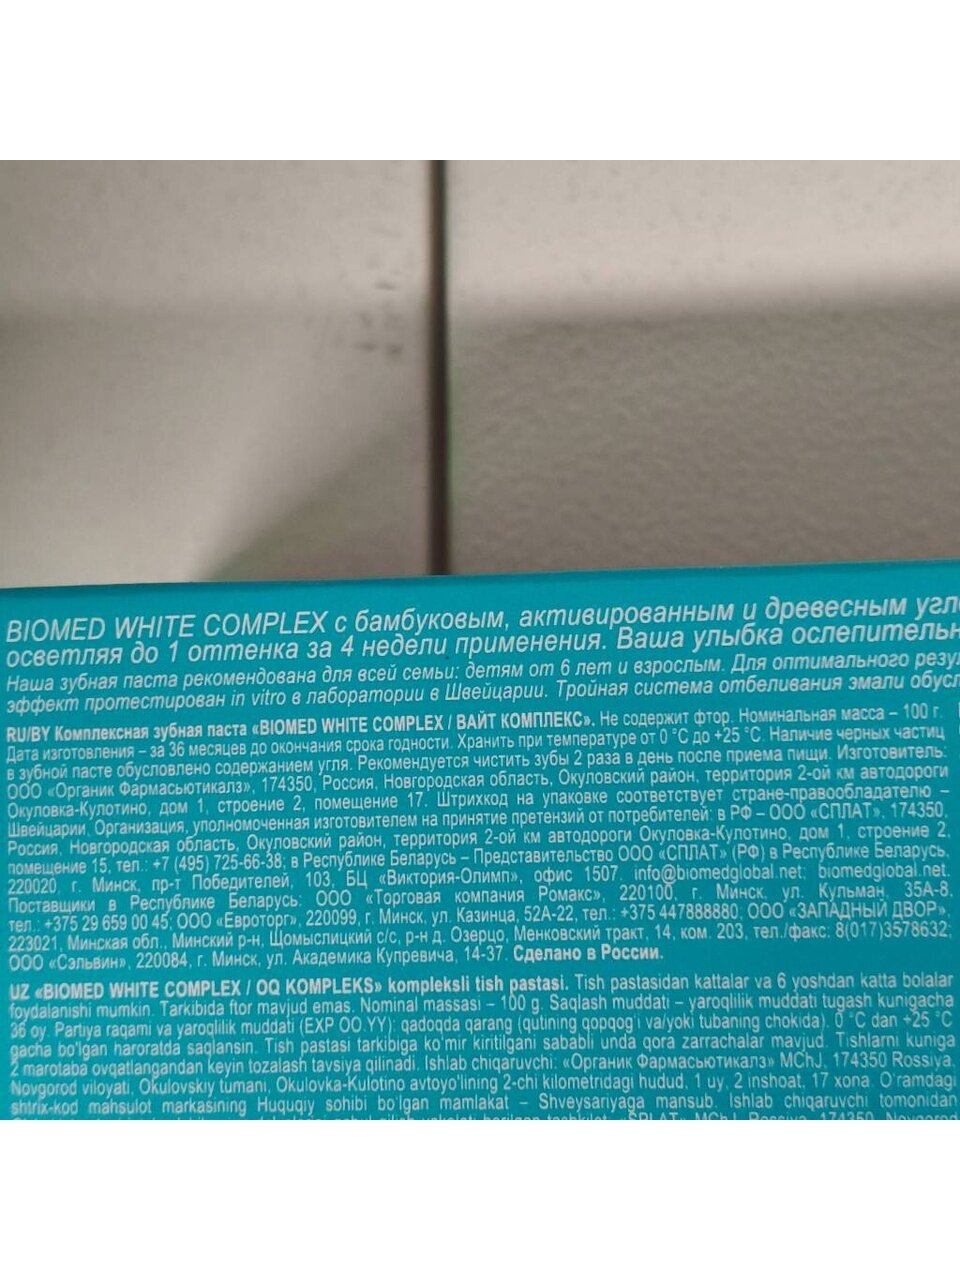 BIOMED WHITE COMPLEX с бамбуковым, активированным и древесным угл
осветляя до 1 оттенка за 4 недели применения. Ваша улыбка ослепительн
Наша зубная паста рекомендована для всей семьи: детям от 6 лет и взрослым. Для оптимального резул
эффект протестирован in vitro в лаборатории в Швейцарии. Тройная система отбеливания эмали обусл
RU/BY Комплексная зубная паста «BIOMED WHITE COMPLEX / ВАЙТ КОМПЛЕКС». Не содержит фтор. Номинальная масса – 100 г.
Дата изготовления – за 36 месяцев до окончания срока годности. Хранить при температуре от 0 °C до +25 °C. Наличие черных частиц
в зубной пасте обусловлено содержанием угля. Рекомендуется чистить зубы 2 раза в день после приема пищи. Изготовитель:
ООО «Органик Фармасьютикалз», 174350, Россия, Новгородская область, Окуловский район, территория 2-ой км автодороги
Окуловка-Кулотино, дом 1, строение 2, помещение 17. Штрихкод на упаковке соответствует стране-правообладателю –
Швейцарии. Организация, уполномоченная изготовителем на принятие претензий от потребителей: в РФ – ООО «СПЛАТ», 174350,
Россия, Новгородская область, Окуловский район, территория 2-ой км автодороги Окуловка-Кулотино, дом 1, строение 2,
помещение 15, тел.: +7 (495) 725-66-38; в Республике Беларусь – Представительство ООО «СПЛАТ» (РФ) в Республике Беларусь,
220020, г. Минск, пр-т Победителей, 103, БЦ «Виктория-Олимп», офис 1507. info@biomedglobal.net; biomedglobal.net.
Поставщики в Республике Беларусь: ООО «Торговая компания Ромакс», 220100, г. Минск, ул. Кульман, 35А-8,
тел.: +375 29 659 00 45; ООО «Евроторг», 220099, г. Минск, ул. Казинца, 52А-22, тел.: +375 447888880, ООО «ЗАПАДНЫЙ ДВОР»,
223021, Минская обл., Минский р-н, Щомыслицкий с/с, р-н д. Озерцо, Менковский тракт, 14, ком. 203, тел./факс: 8(017)3578632;
ООО «Сэльвин», 220084, г. Минск, ул. Академика Купревича, 14-37. Сделано в России.
UZ «BIOMED WHITE COMPLEX / OQ KOMPLEKS» kompleksli tish pastasi. Tish pastasidan kattalar va 6 yoshdan katta bolalar
foydalanishi mumkin. Tarkibida ftor mavjud emas. Nominal massasi – 100 g. Saqlash muddati – yaroqlilik muddati tugash kunigacha
36 oy. Partiya raqami va yaroqlilik muddati (EXP OO.YY): qadoqda qarang (qutining qopqog'i va/yoki tubaning chokida). 0 °C dan +25 °C
gacha bo'lgan haroratda saqlansin. Tish pastasi tarkibiga ko'mir kiritilgani sababli unda qora zarrachalar mavjud. Tishlarni kuniga
2 marolaba ovqatlangandan keyin tozalash tavsiya qilinadi. Ishlab chiqaruvchi: «Органик Фармасьютикалз» MChJ, 174350 Rossiya,
Novgorod viloyati, Okulovskiy tumani, Okulovka-Kulotino avtoyo'lining 2-chi kilometridagi hudud, 1 uy, 2 inshoat, 17 xona. O'ramdagi
shtrix-kod mahsulot markasining Huquqiy sohibi bo'lgan mamlakat – Shveysariyaga mansub. Ishlab chiqaruvchi tomonidan
MChJ, Rossiya, 174350, Novgorod